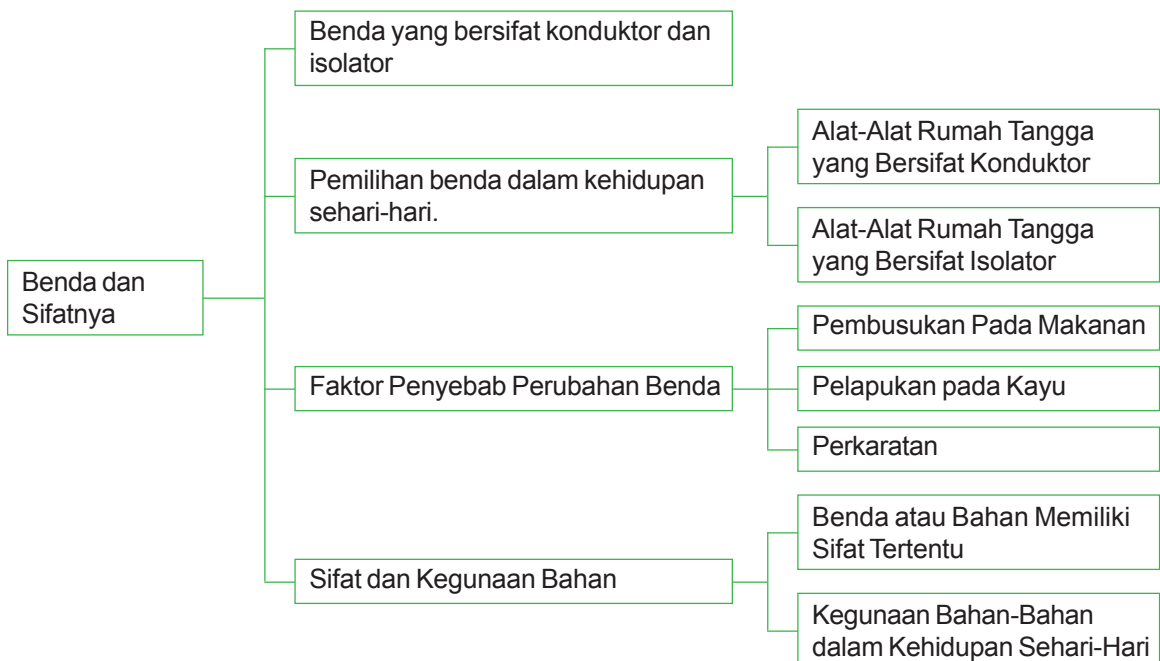 Benda yang bersifat konduktor dan
isolator
Pemilihan benda dalam kehidupan
sehari-hari.
Alat-Alat Rumah Tangga
yang Bersifat Konduktor
Alat-Alat Rumah Tangga
yang Bersifat Isolator
Benda dan
Sifatnya
Faktor Penyebab Perubahan Benda
Pembusukan Pada Makanan
Pelapukan pada Kayu
Perkaratan
Sifat dan Kegunaan Bahan
Benda atau Bahan Memiliki
Sifat Tertentu
Kegunaan Bahan-Bahan
dalam Kehidupan Sehari-Hari